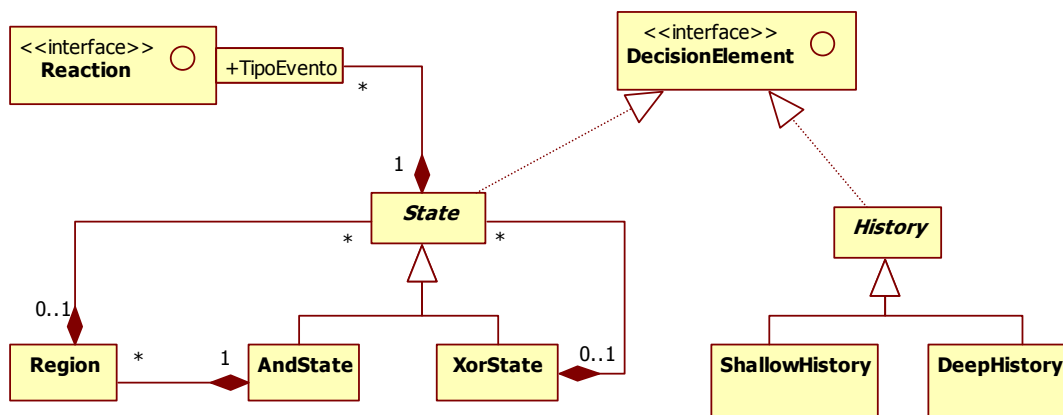 <<interface>>
Reaction
+TipoEvento
*
<<interface>>
DecisionElement
1
State
*
*
History
0..1
Region
*
1
AndState
XorState
0..1
ShallowHistory
DeepHistory